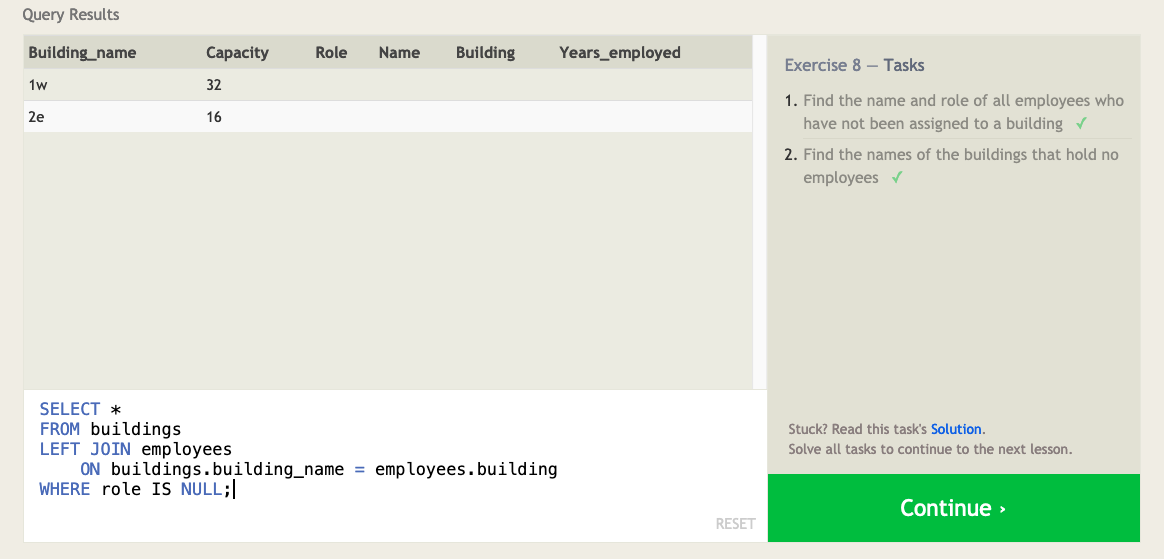 Query Results
Building_name Capacity Role Name Building Years_employed
1w 32
2e 16
SELECT *
FROM buildings
LEFT JOIN employees
    ON buildings.building_name = employees.building
WHERE role IS NULL;
RESET
Exercise 8 — Tasks
1. Find the name and role of all employees who
have not been assigned to a building ✓
2. Find the names of the buildings that hold no
employees ✓
Stuck? Read this task's Solution.
Solve all tasks to continue to the next lesson.
Continue ›